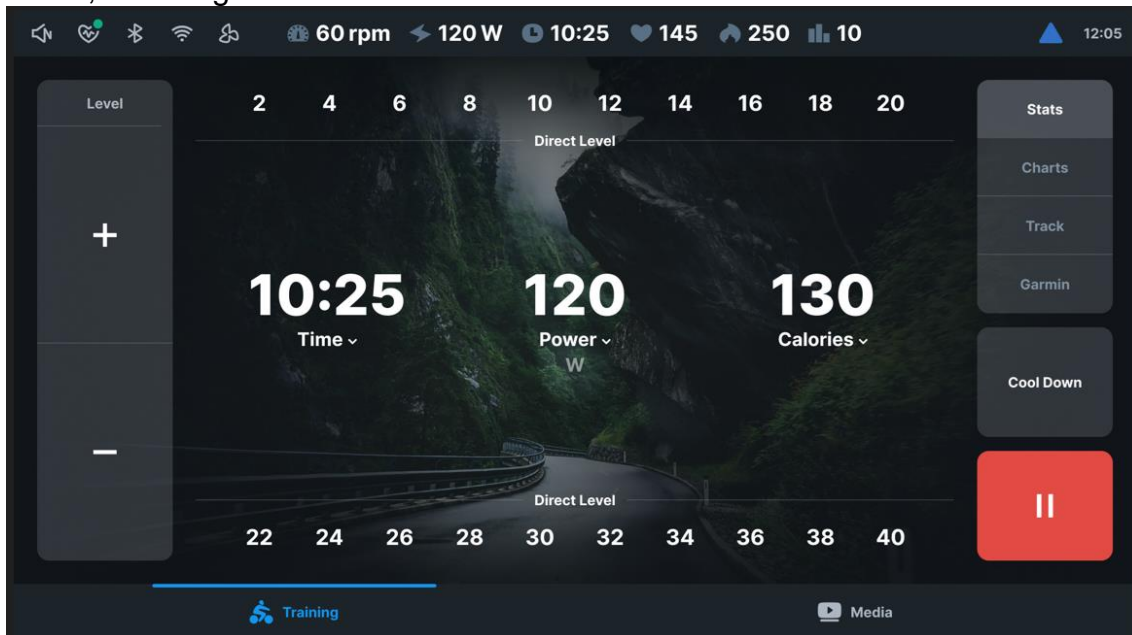 60 rpm 120 W 10:25 145 250 10 12:05
Level
2 4 6 8 10 12 14 16 18 20
Direct Level
Stats
Charts
Track
Garmin
+
10:25 120 130
Time Power Calories
W
Cool Down
−
Direct Level
22 24 26 28 30 32 34 36 38 40
Training Media